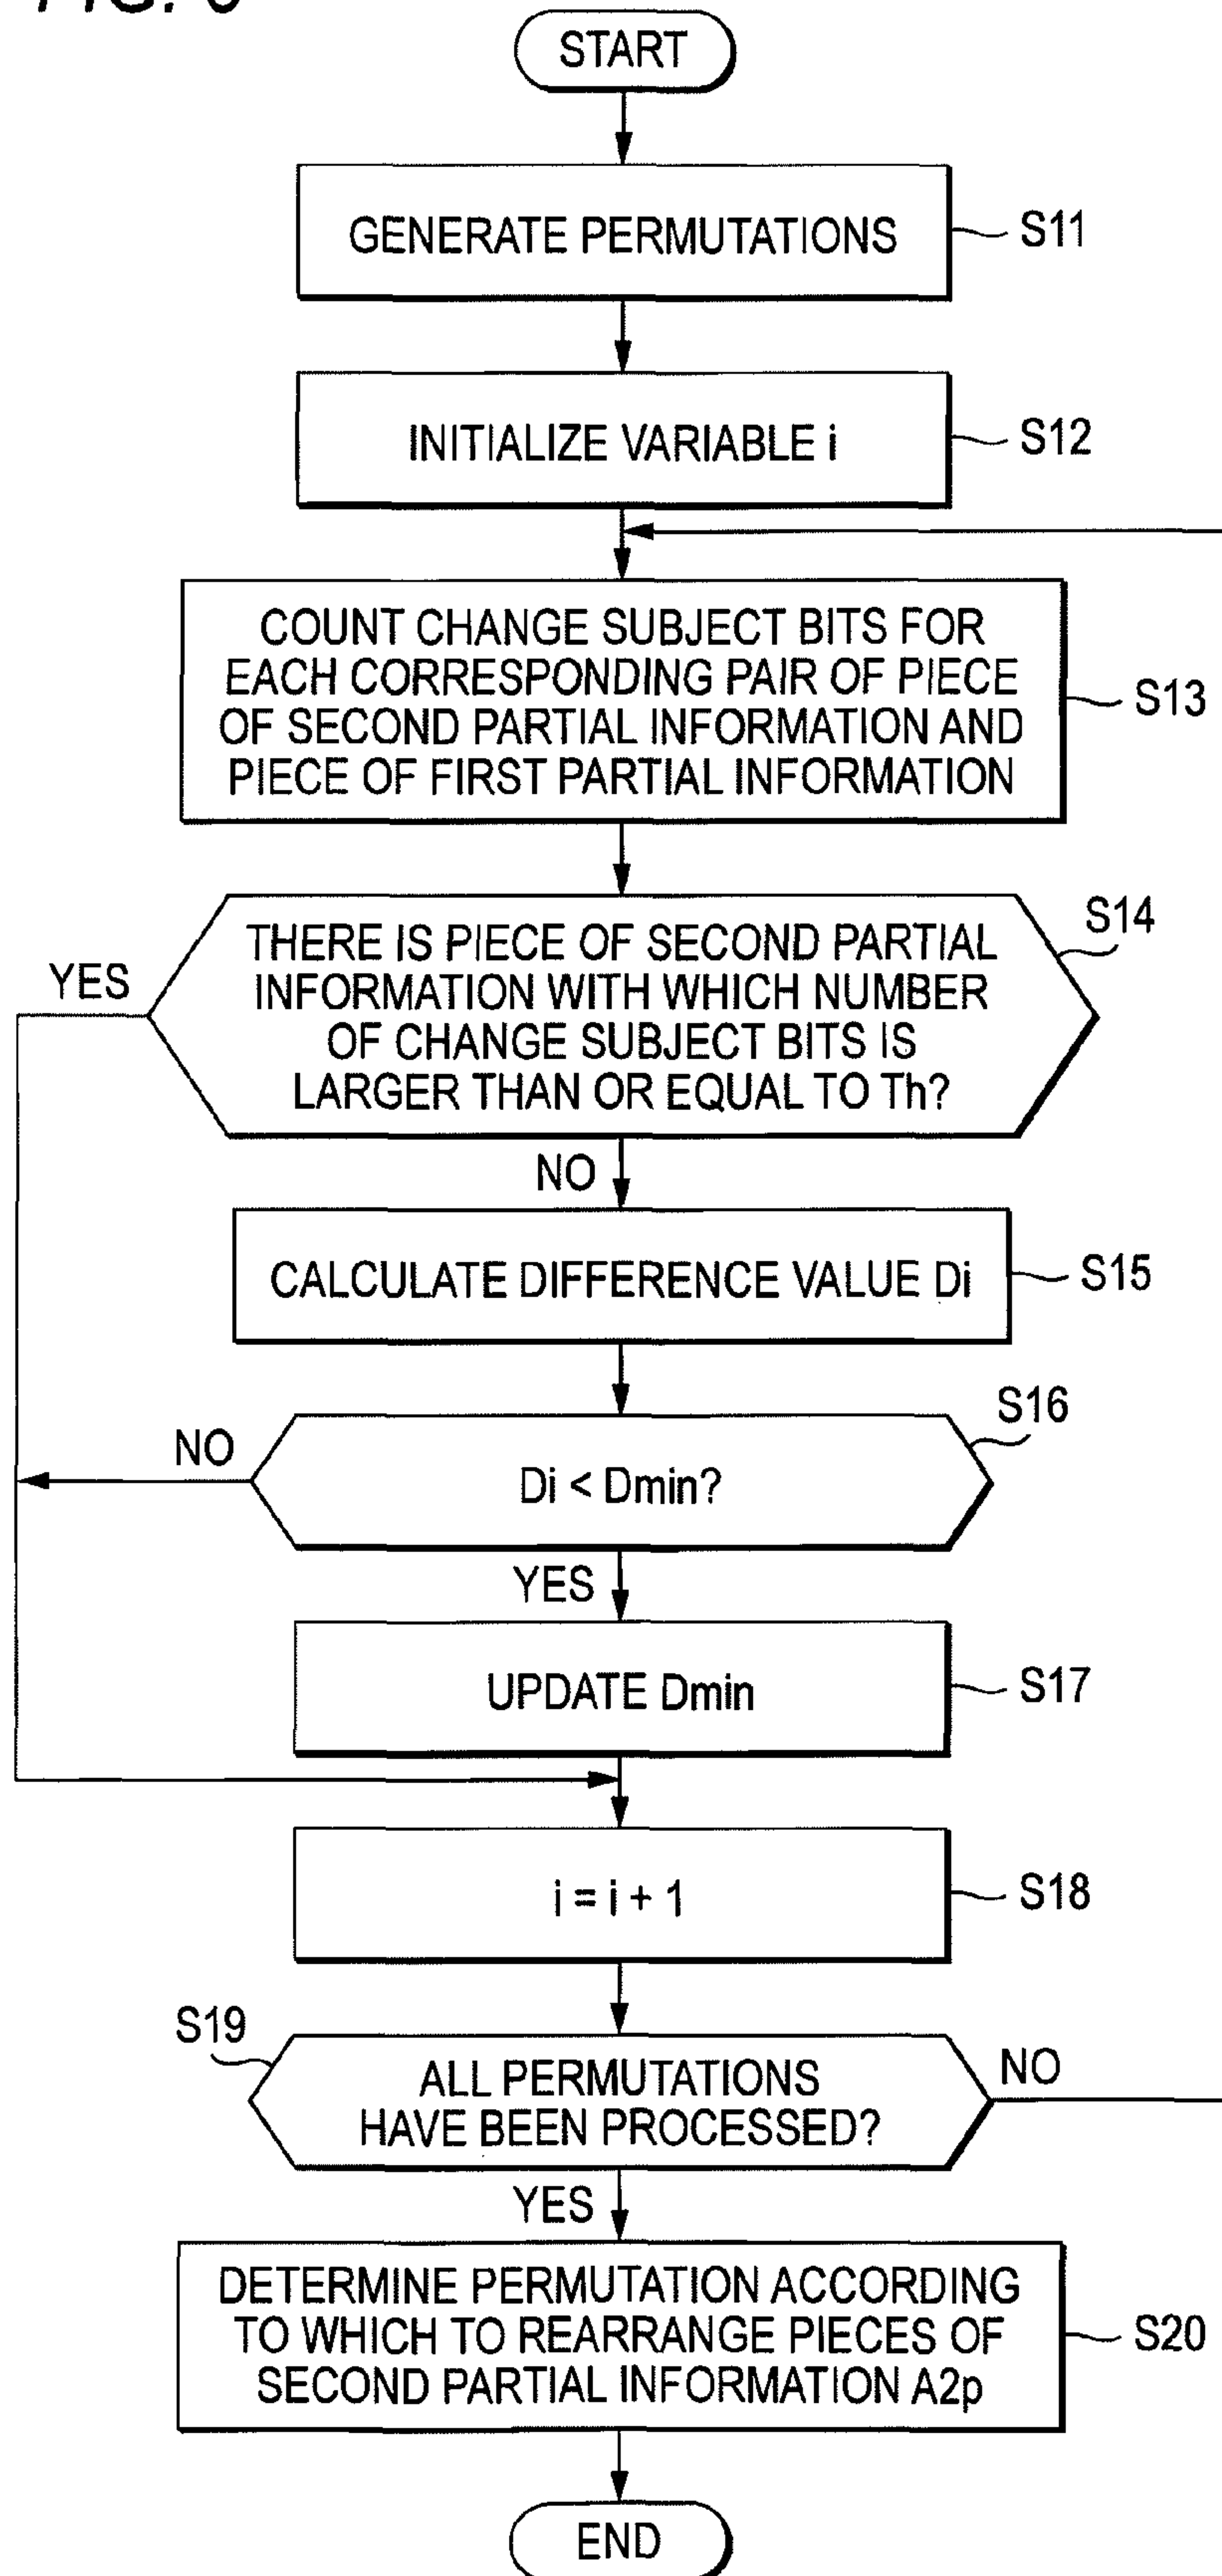 START
GENERATE PERMUTATIONS
S11
INITIALIZE VARIABLE i
S12
COUNT CHANGE SUBJECT BITS FOR
EACH CORRESPONDING PAIR OF PIECE
OF SECOND PARTIAL INFORMATION AND
PIECE OF FIRST PARTIAL INFORMATION
S13
THERE IS PIECE OF SECOND PARTIAL
INFORMATION WITH WHICH NUMBER
OF CHANGE SUBJECT BITS IS
LARGER THAN OR EQUAL TO Th?
S14
YES
NO
CALCULATE DIFFERENCE VALUE Di
S15
Di < Dmin?
S16
NO
YES
UPDATE Dmin
S17
i = i + 1
S18
S19
ALL PERMUTATIONS
HAVE BEEN PROCESSED?
NO
YES
DETERMINE PERMUTATION ACCORDING
TO WHICH TO REARRANGE PIECES OF
SECOND PARTIAL INFORMATION A2p
S20
END